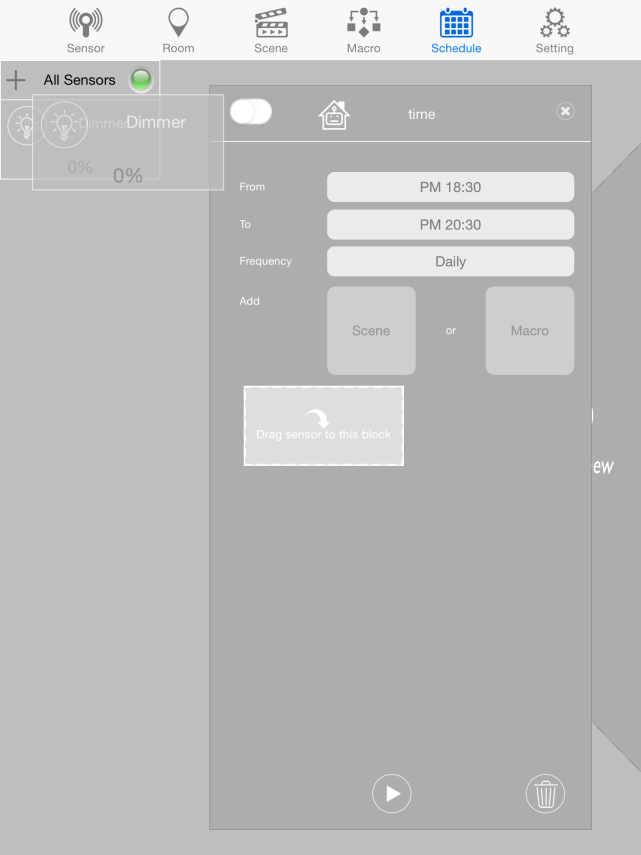 Sensor
Room
Scene
Macro
Schedule
Setting
All Sensors
Dimmer
Dimmer
0%
0%
time
From
PM 18:30
To
PM 20:30
Frequency
Daily
Add
Scene
or
Macro
Drag sensor to this block
ew